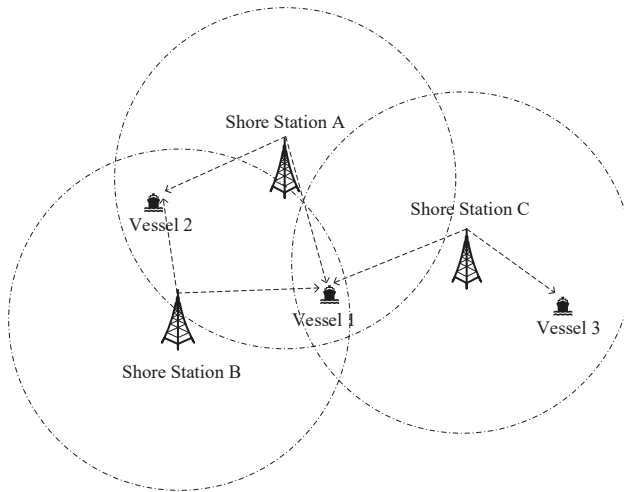 Shore Station A
Shore Station C
Vessel 2
Vessel 1
Vessel 3
Shore Station B